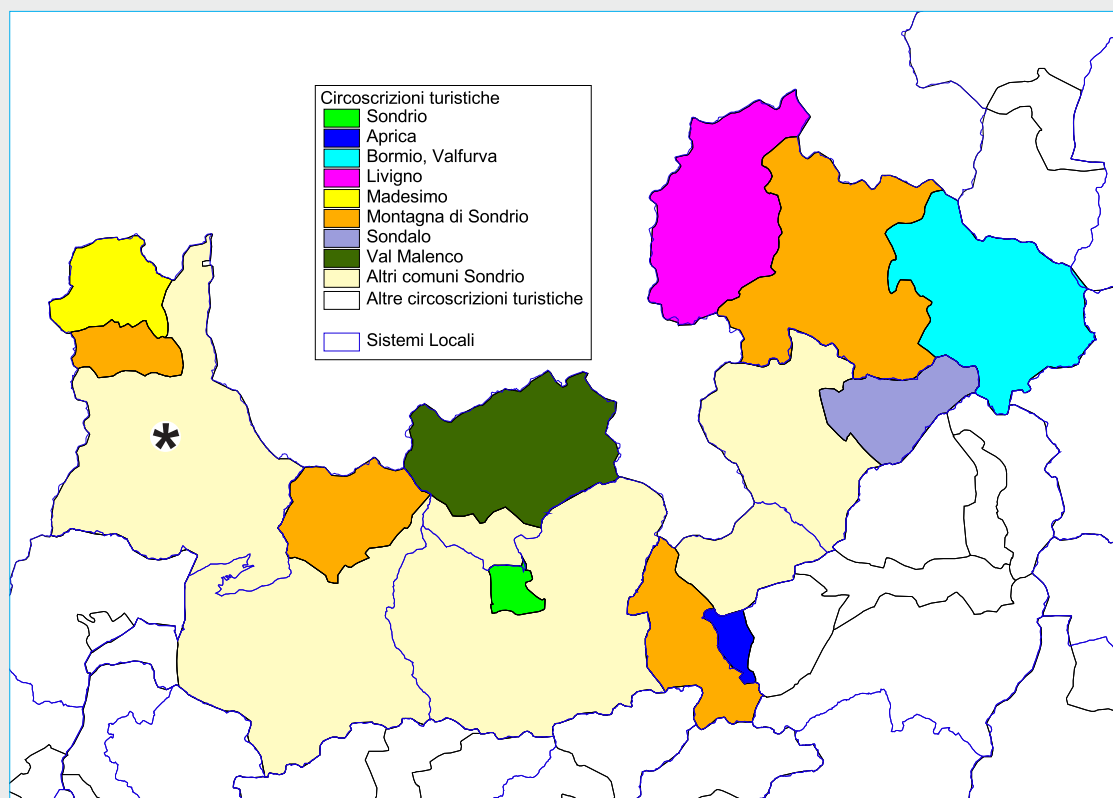 Circoscrizioni turistiche
Sondrio
Aprica
Bormio, Valfurva
Livigno
Madesimo
Montagna di Sondrio
Sondalo
Val Malenco
Altri comuni Sondrio
Altre circoscrizioni turistiche
Sistemi Locali
*